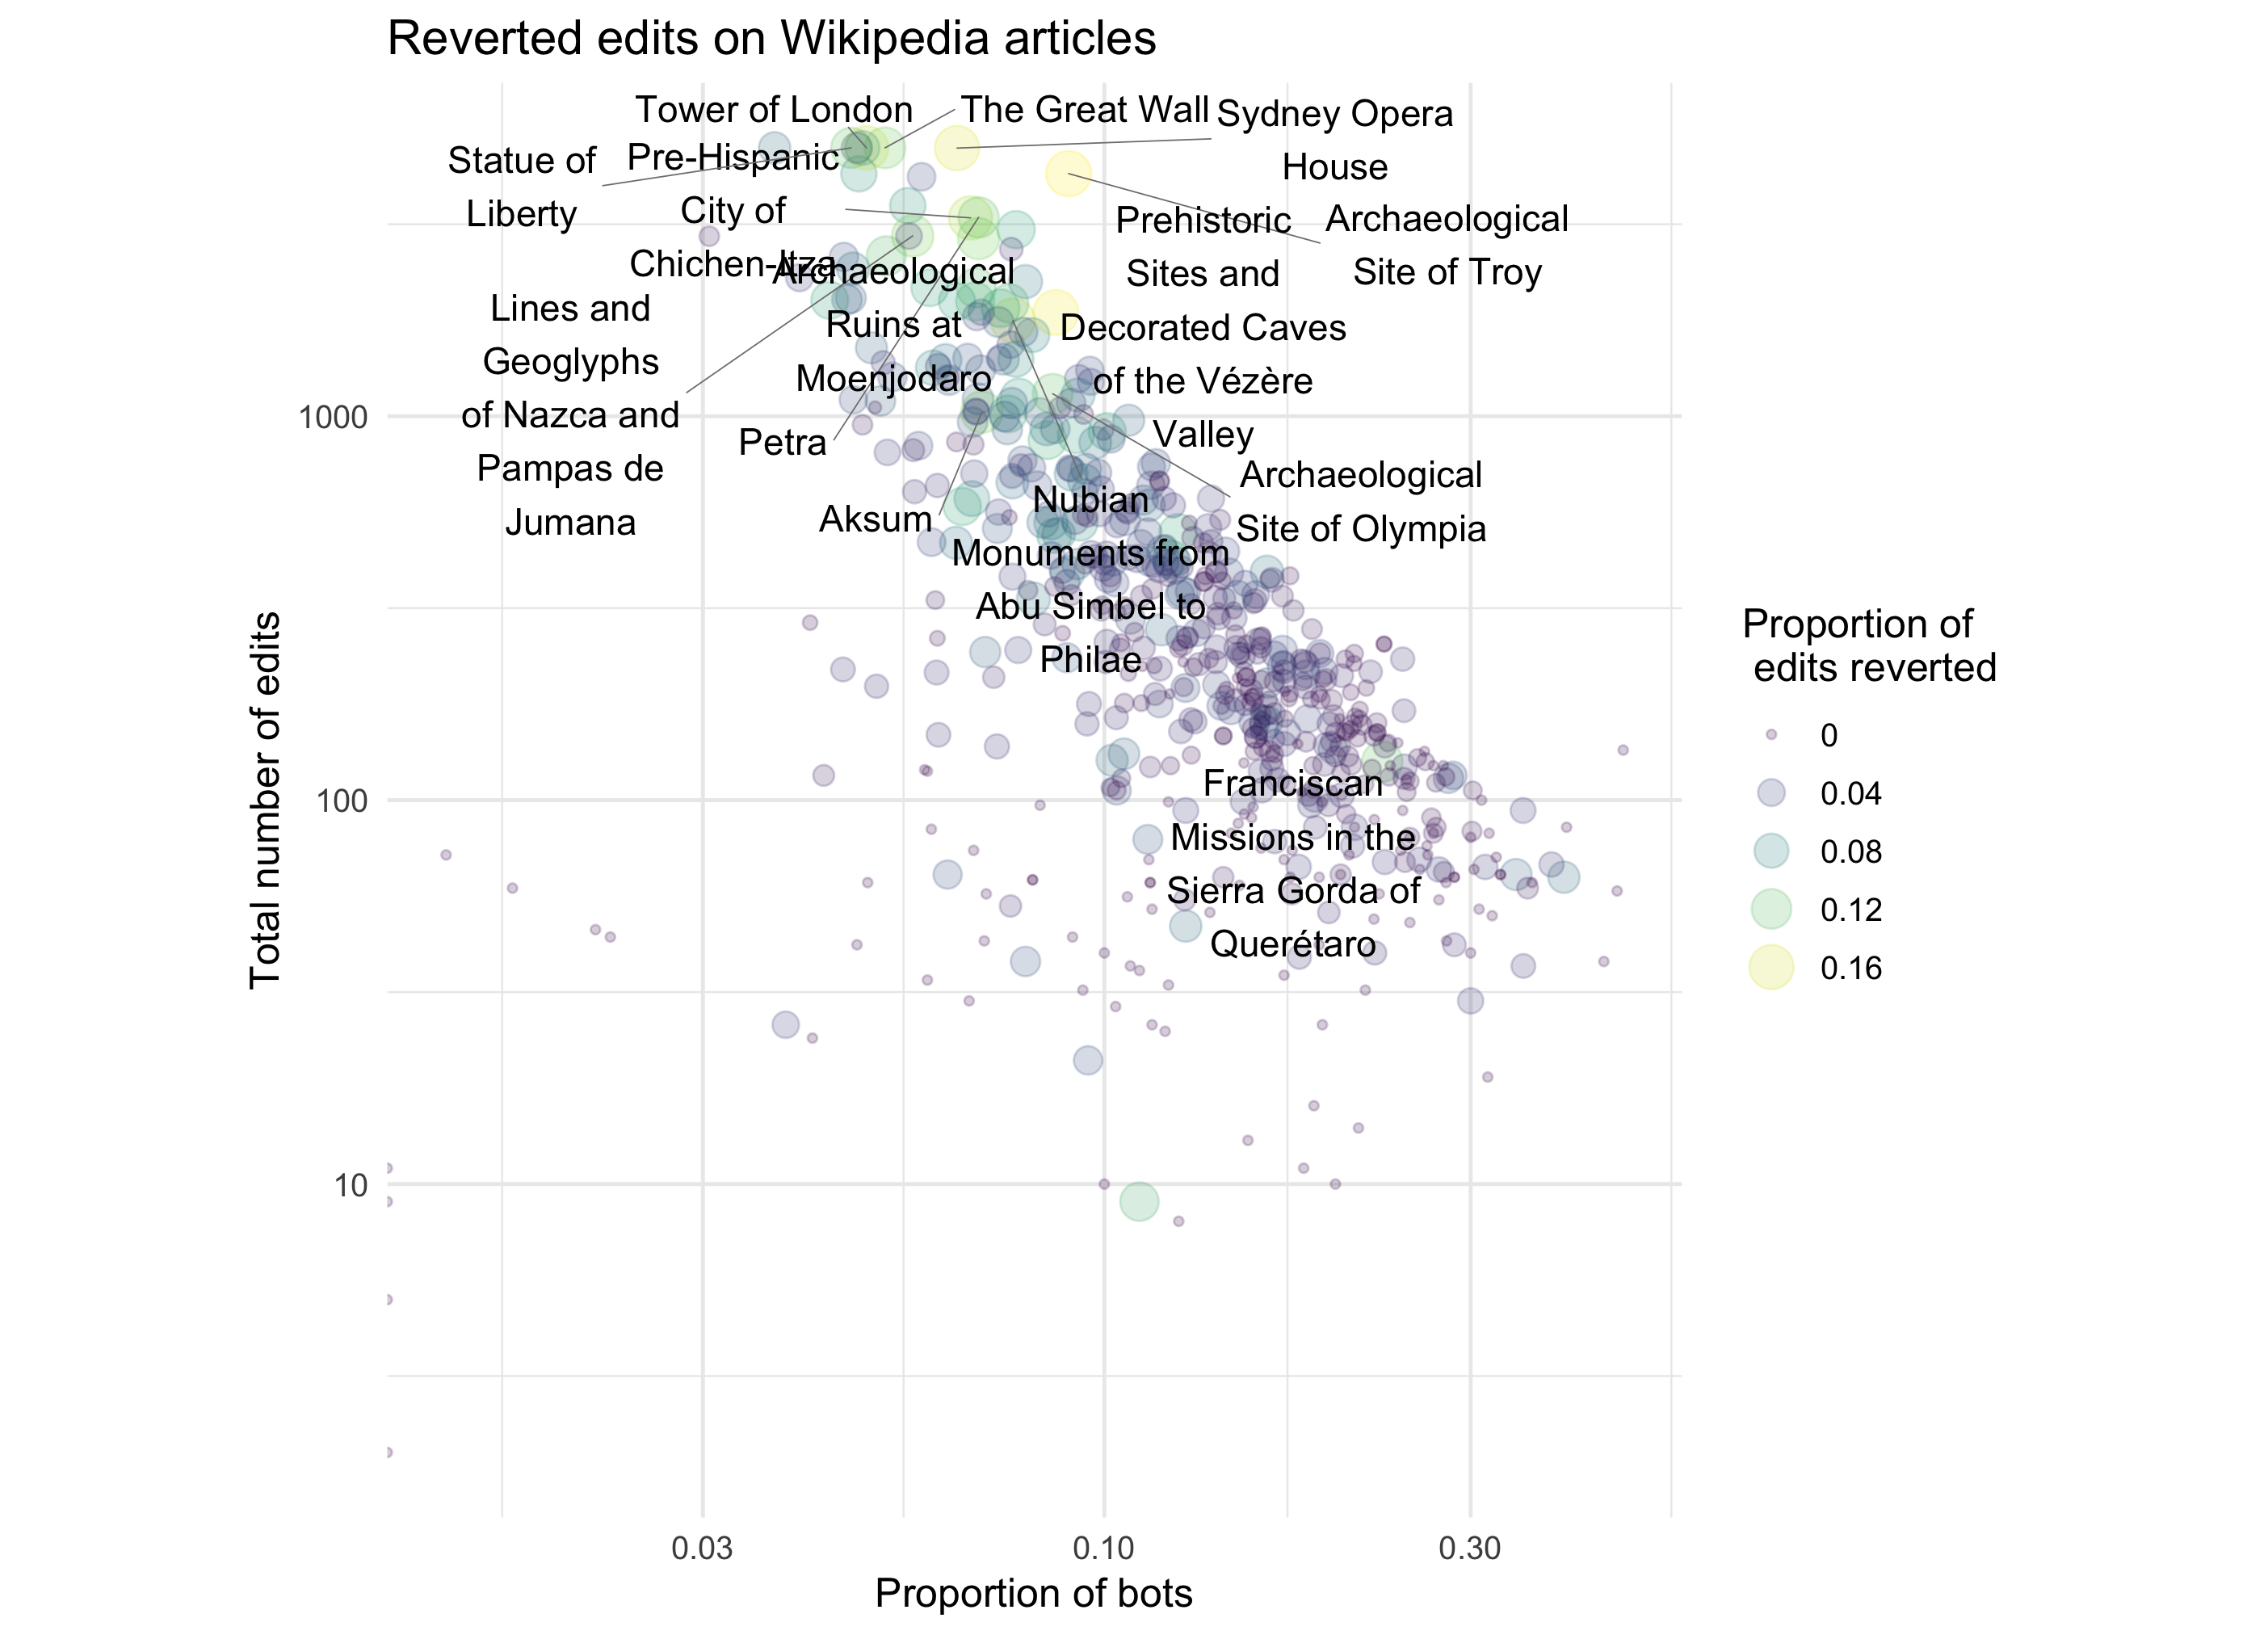 Reverted edits on Wikipedia articles
Tower of London
The Great Wall
Sydney Opera
House
Statue of
Liberty
Pre-Hispanic
City of
Chichen-Itza
Prehistoric
Sites and
Decorated Caves
of the Vézère
Valley
Archaeological
Site of Troy
Archaeological
Ruins at
Moenjodaro
Lines and
Geoglyphs
of Nazca and
Pampas de
Jumana
Petra
Aksum
Archaeological
Site of Olympia
Nubian
Monuments from
Abu Simbel to
Philae
Franciscan
Missions in the
Sierra Gorda of
Querétaro
1000
100
10
Total number of edits
0.03
0.10
0.30
Proportion of bots
Proportion of
edits reverted
0
0.04
0.08
0.12
0.16